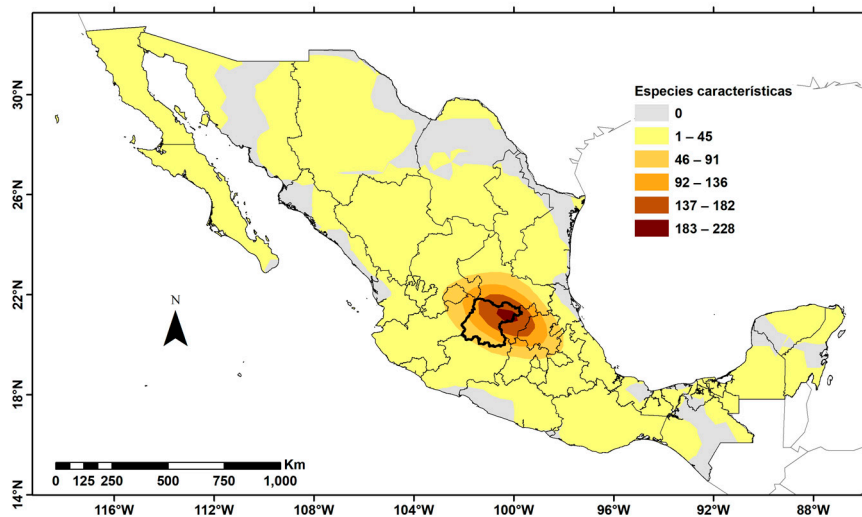 Especies características
0
1 – 45
46 – 91
92 – 136
137 – 182
183 – 228
30°N
26°N
22°N
18°N
14°N
N
Km
0 125 250 500 750 1,000
116°W 112°W 108°W 104°W 100°W 96°W 92°W 88°W